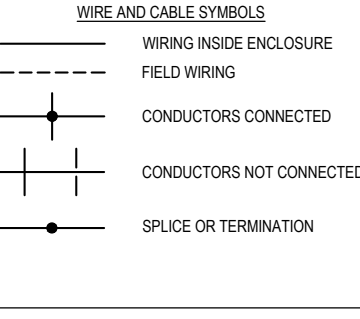 WIRE AND CABLE SYMBOLS
WIRING INSIDE ENCLOSURE
FIELD WIRING
CONDUCTORS CONNECTED
CONDUCTORS NOT CONNECTED
SPLICE OR TERMINATION